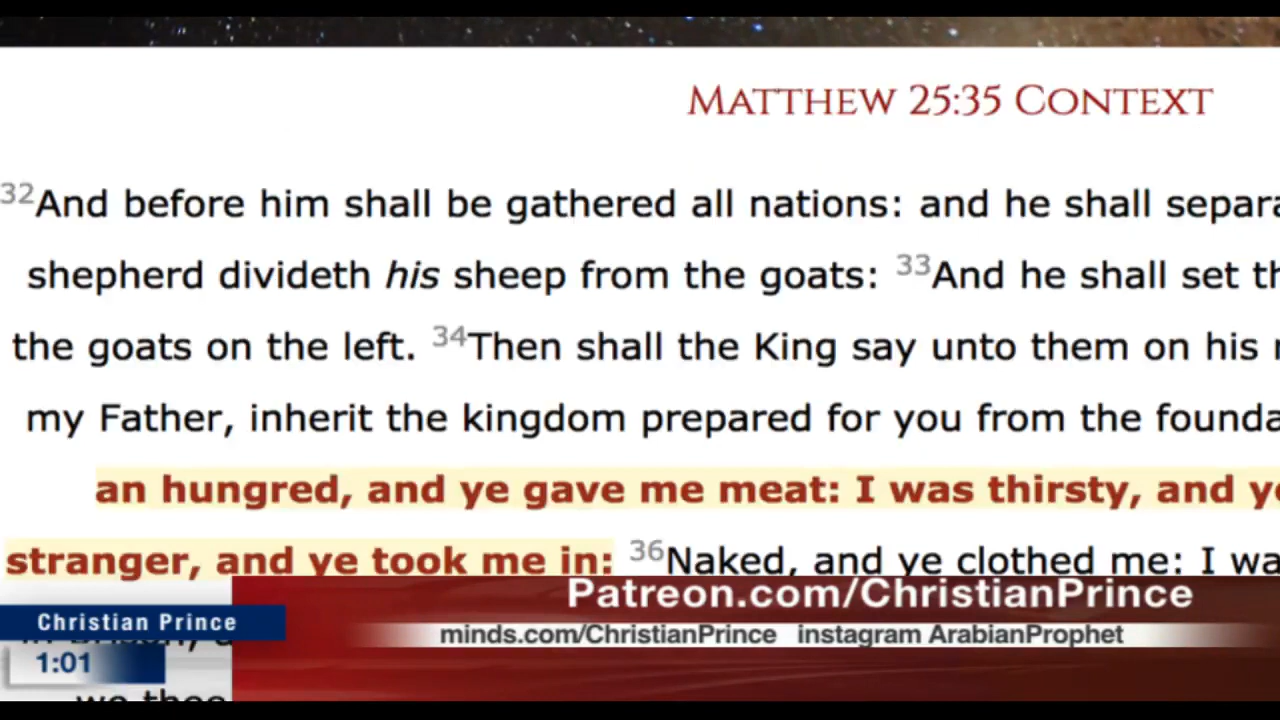 MATTHEW 25:35 CONTEXT
32And before him shall be gathered all nations: and he shall separa
shepherd divideth his sheep from the goats: 33And he shall set th
the goats on the left. 34Then shall the King say unto them on his
my Father, inherit the kingdom prepared for you from the founda
an hungred, and ye gave me meat: I was thirsty, and ye
stranger, and ye took me in: 36Naked, and ye clothed me: I wa
Patreon.com/ChristianPrince
Christian Prince
minds.com/ChristianPrince instagram ArabianProphet
1:01